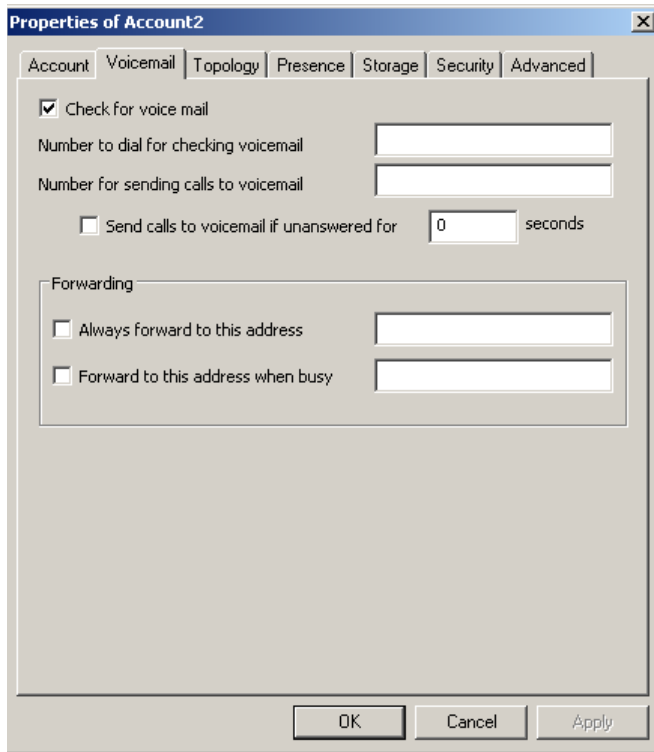 Properties of Account2
Account Voicemail Topology Presence Storage Security Advanced
Check for voice mail
Number to dial for checking voicemail
Number for sending calls to voicemail
Send calls to voicemail if unanswered for 0 seconds
Forwarding
Always forward to this address
Forward to this address when busy
OK Cancel Apply